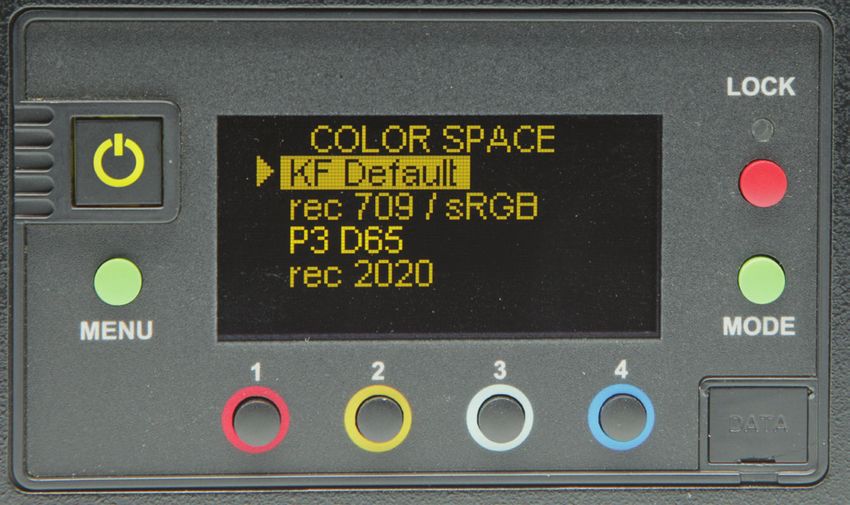 LOCK
COLOR SPACE
KF Default
rec 709 / sRGB
P3 D65
rec 2020
MENU
MODE
1
2
3
4
DATA